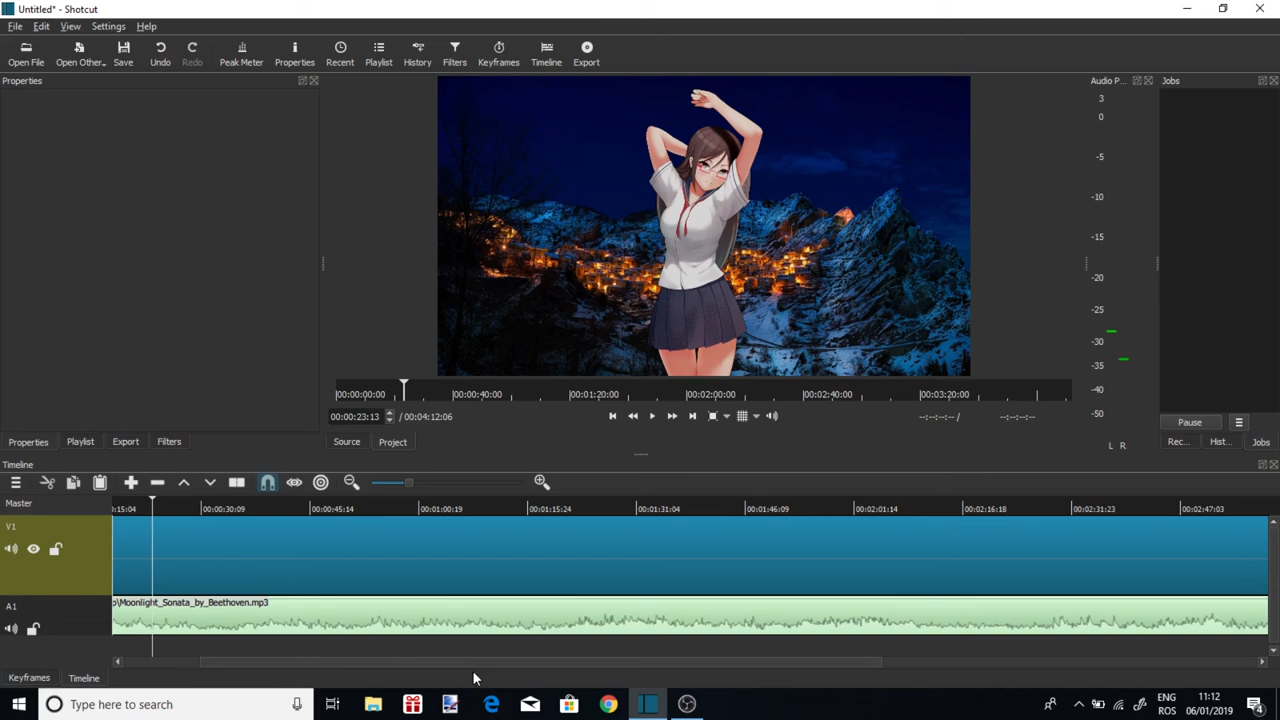 Untitled* - Shotcut
File Edit View Settings Help
Open File Open Other... Save Undo Redo Peak Meter Properties Recent Playlist History Filters Keyframes Timeline Export
Properties
Audio P...
Jobs
3
0
-5
-10
-15
-20
-25
-30
-35
-40
-50
L R
00:00:00:00 00:00:40:00 00:01:20:00 00:02:00:00 00:02:40:00 00:03:20:00
00:00:23:13 / 00:04:12:06
--:--:--:-- / --:--:--:--
Pause
Properties Playlist Export Filters
Source Project
Rec... Hist... Jobs
Timeline
Master
:15:04 00:00:30:09 00:00:45:14 00:01:00:19 00:01:15:24 00:01:31:04 00:01:46:09 00:02:01:14 00:02:16:18 00:02:31:23 00:02:47:03
V1
A1
p\Moonlight_Sonata_by_Beethoven.mp3
Keyframes Timeline
Type here to search
ENG
ROS
11:12
06/01/2019
4